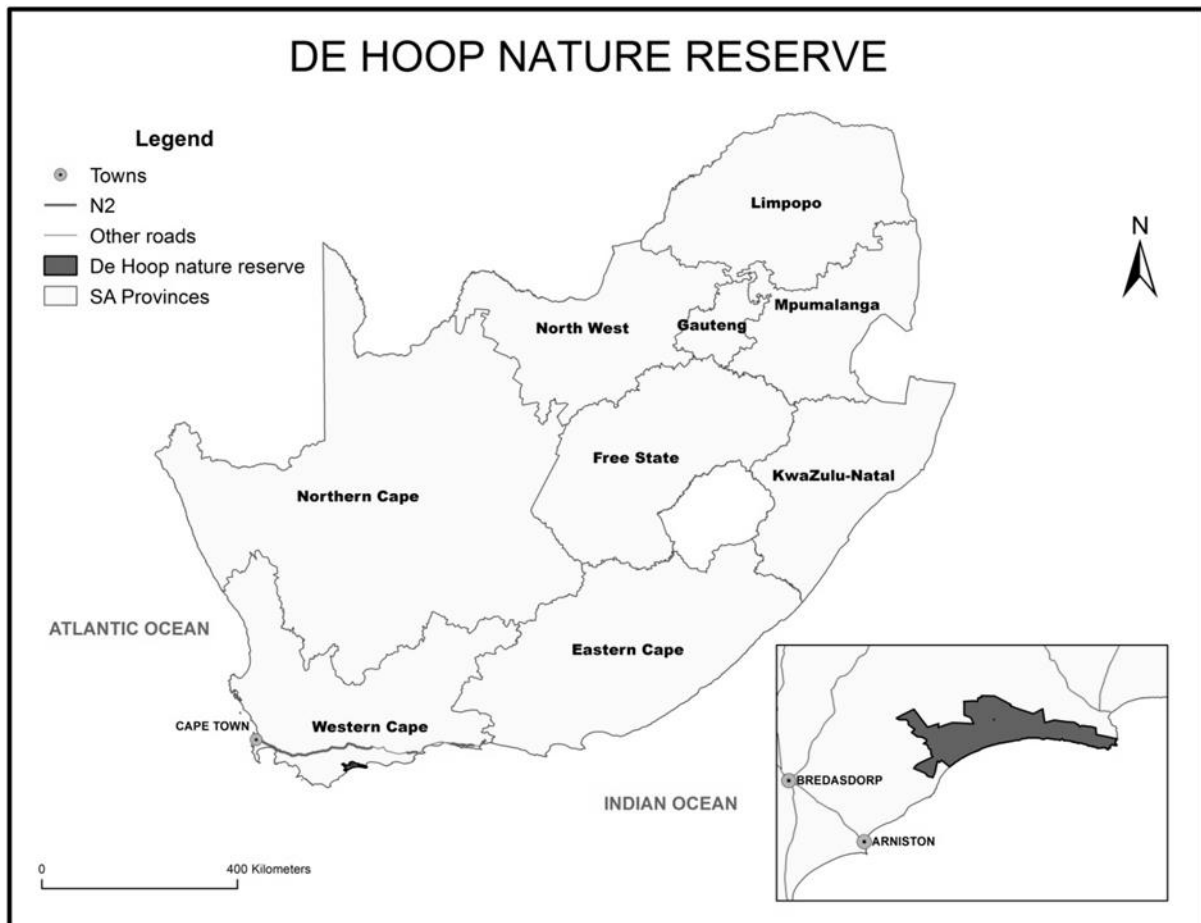 DE HOOP NATURE RESERVE
Legend
Towns
N2
Other roads
De Hoop nature reserve
SA Provinces
N
Limpopo
Mpumalanga
North West
Gauteng
Free State
KwaZulu-Natal
Northern Cape
ATLANTIC OCEAN
Eastern Cape
CAPE TOWN
Western Cape
INDIAN OCEAN
BREDASDORP
ARNISTON
0
400 Kilometers